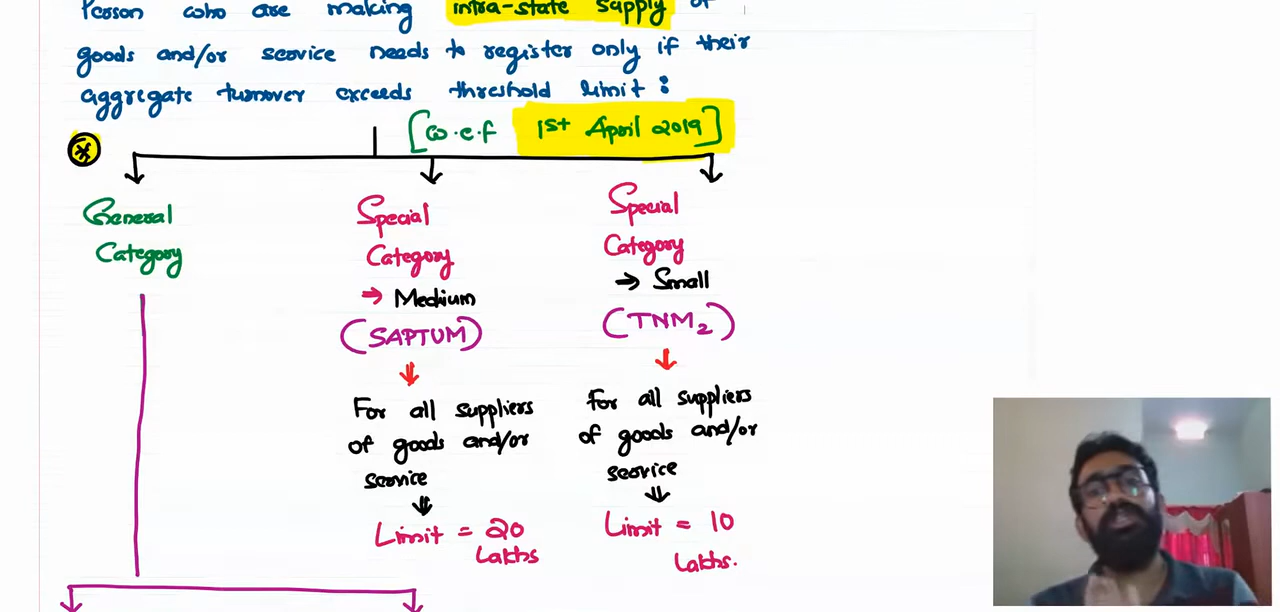 Person who are making intra-state supply of
goods and/or service needs to register only if their
aggregate turnover exceeds threshold limit :
[w.e.f 1st April 2019]
*
General
Category
Special
Category
→ Medium
(SAPTUM)
For all suppliers
of goods and/or
service
Limit = 20
Lakhs
Special
Category
→ Small
(TNM2)
For all suppliers
of goods and/or
service
Limit = 10
Lakhs.